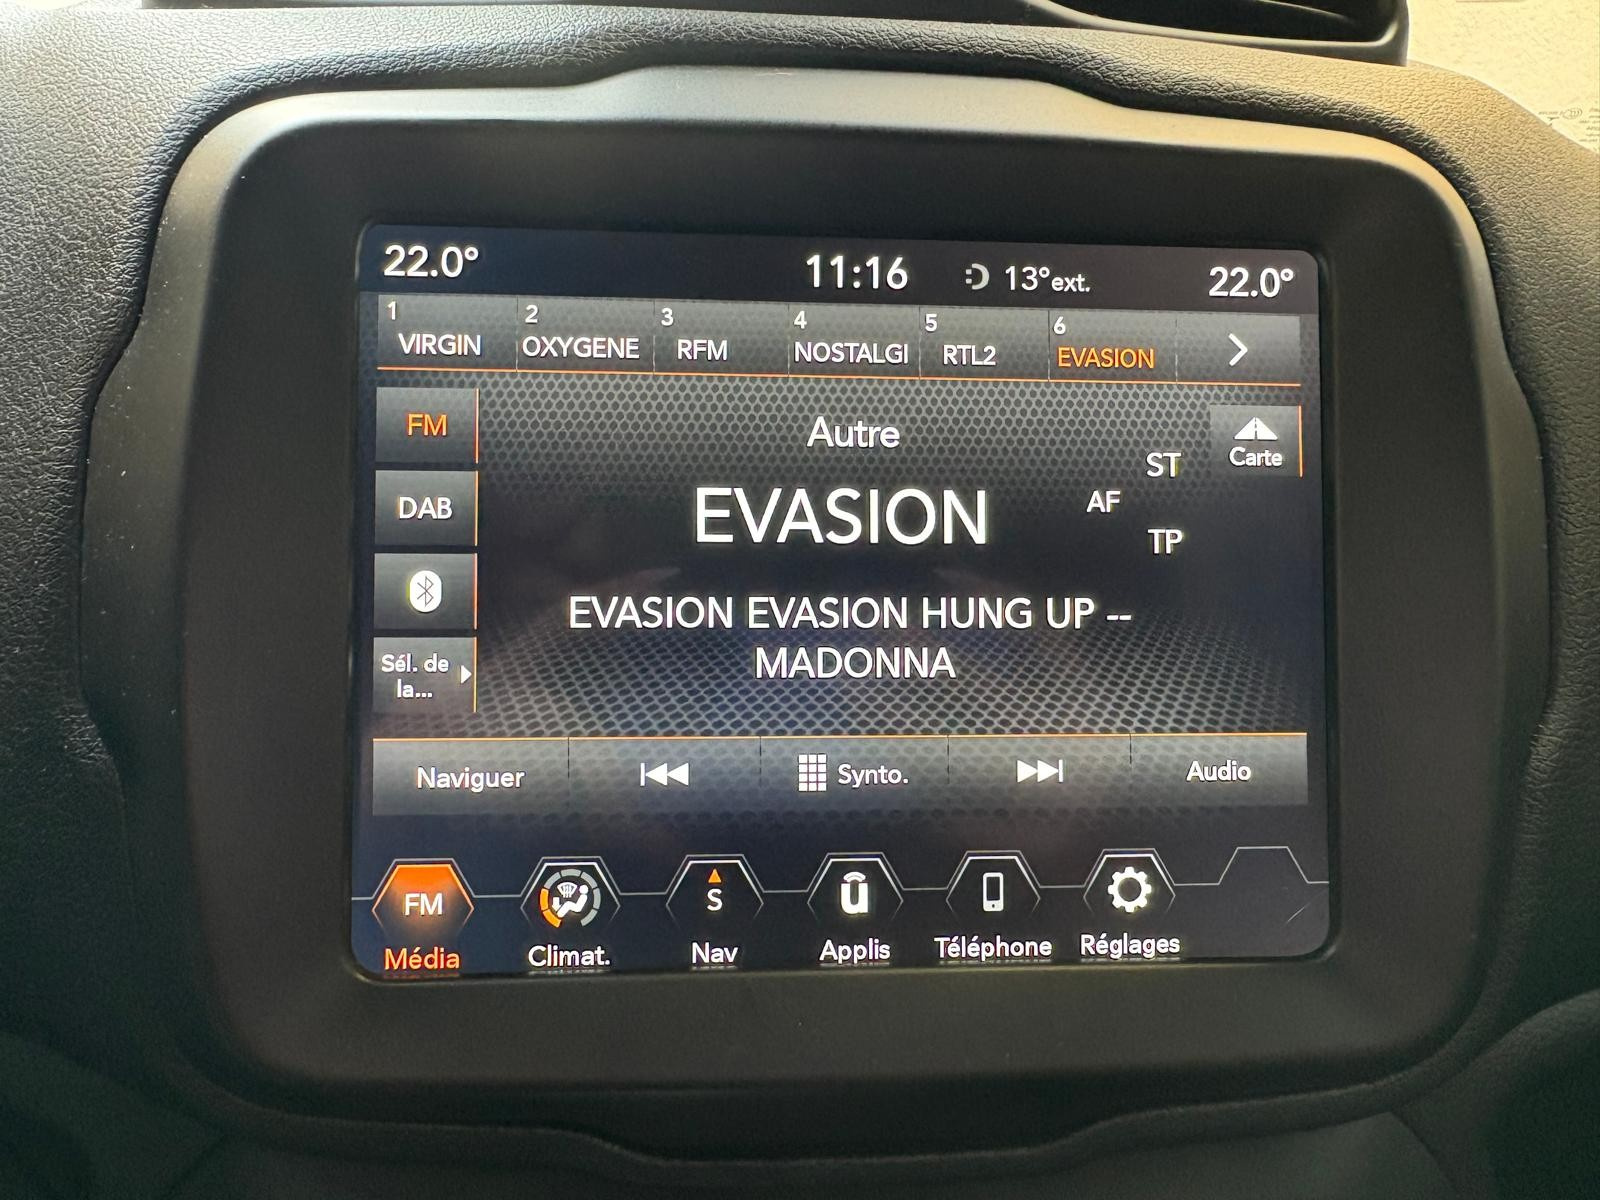 22.0° 11:16 13°ext. 22.0°
1 2 3 4 5 6
VIRGIN OXYGENE RFM NOSTALGI RTL2 EVASION
FM
Autre
Carte
ST
DAB
EVASION
AF
TP
EVASION EVASION HUNG UP --
MADONNA
Sél. de
la...
Naviguer
Synto.
Audio
FM
S
Média
Climat.
Nav
Applis
Téléphone
Réglages